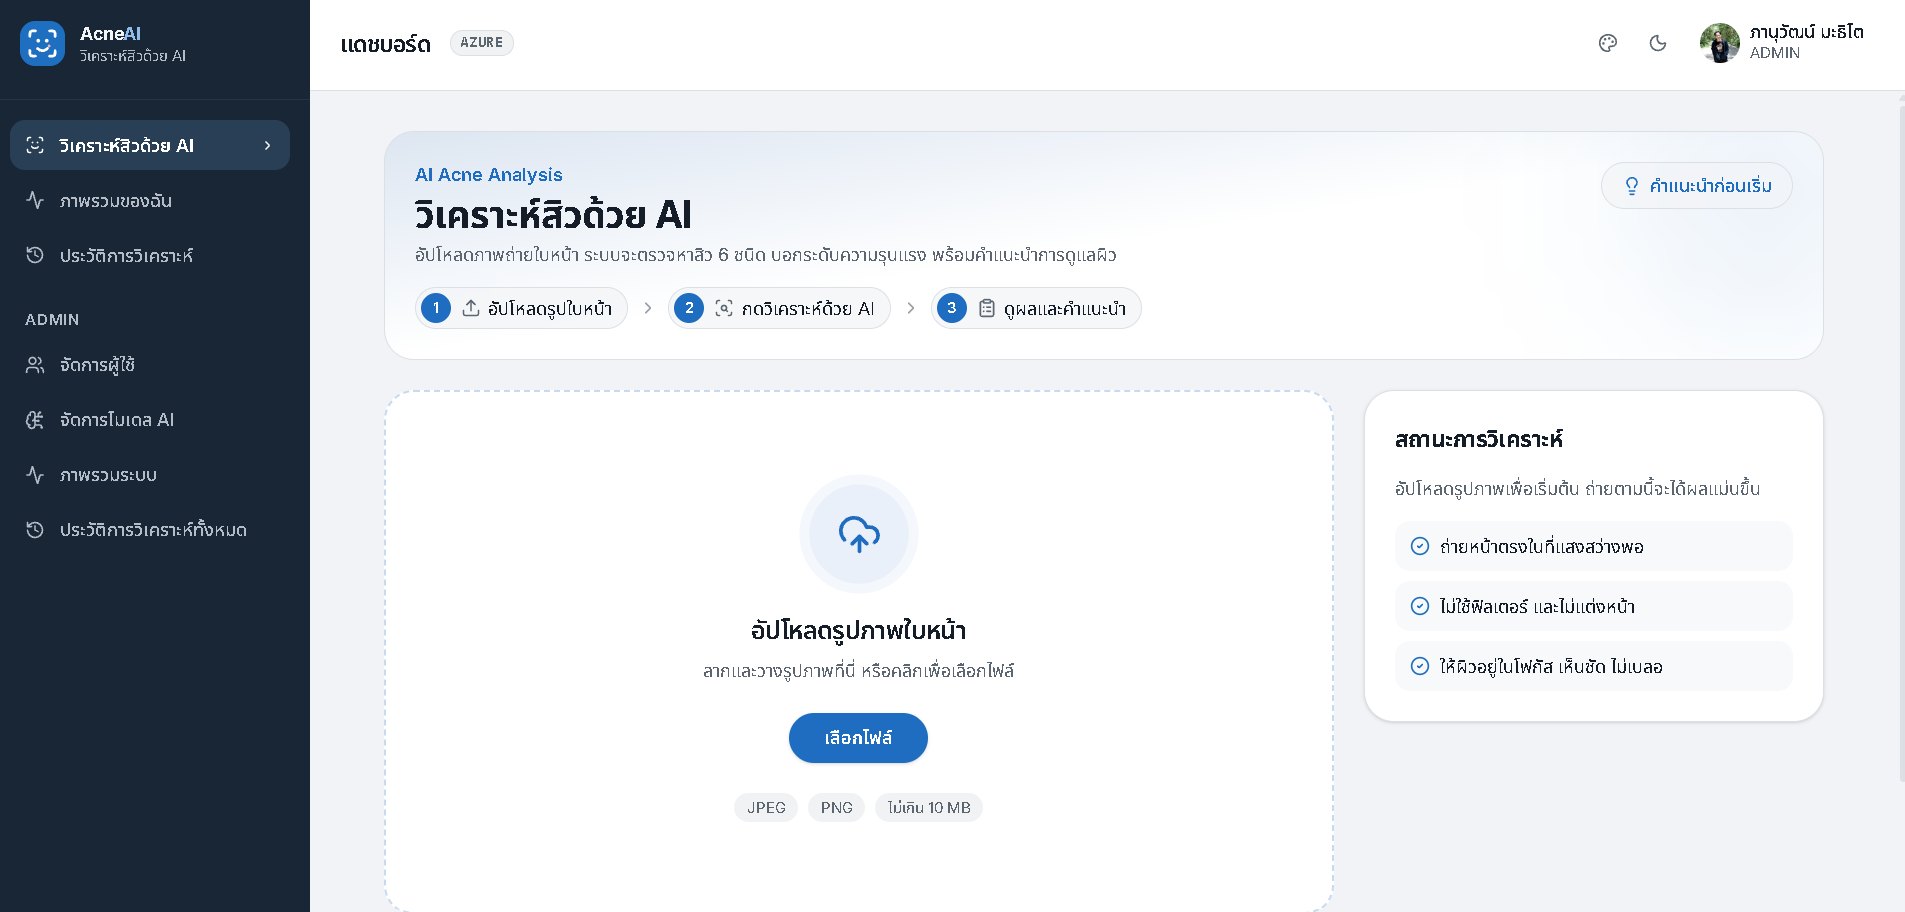 AcneAI
วิเคราะห์สิวด้วย AI
วิเคราะห์สิวด้วย AI
ภาพรวมของฉัน
ประวัติการวิเคราะห์
ADMIN
จัดการผู้ใช้
จัดการโมเดล AI
ภาพรวมระบบ
ประวัติการวิเคราะห์ทั้งหมด
แดชบอร์ด
AZURE
ภานุวัฒน์ มะธิโต
ADMIN
AI Acne Analysis
วิเคราะห์สิวด้วย AI
อัปโหลดภาพถ่ายใบหน้า ระบบจะตรวจหาสิว 6 ชนิด บอกระดับความรุนแรง พร้อมคำแนะนำการดูแลผิว
คำแนะนำก่อนเริ่ม
1 อัปโหลดรูปใบหน้า
2 กดวิเคราะห์ด้วย AI
3 ดูผลและคำแนะนำ
อัปโหลดรูปภาพใบหน้า
ลากและวางรูปภาพที่นี่ หรือคลิกเพื่อเลือกไฟล์
เลือกไฟล์
JPEG
PNG
ไม่เกิน 10 MB
สถานะการวิเคราะห์
อัปโหลดรูปภาพเพื่อเริ่มต้น ถ่ายตามนี้จะได้ผลแม่นขึ้น
ถ่ายหน้าตรงในที่แสงสว่างพอ
ไม่ใช้ฟิลเตอร์ และไม่แต่งหน้า
ให้ผิวอยู่ในโฟกัส เห็นชัด ไม่เบลอ